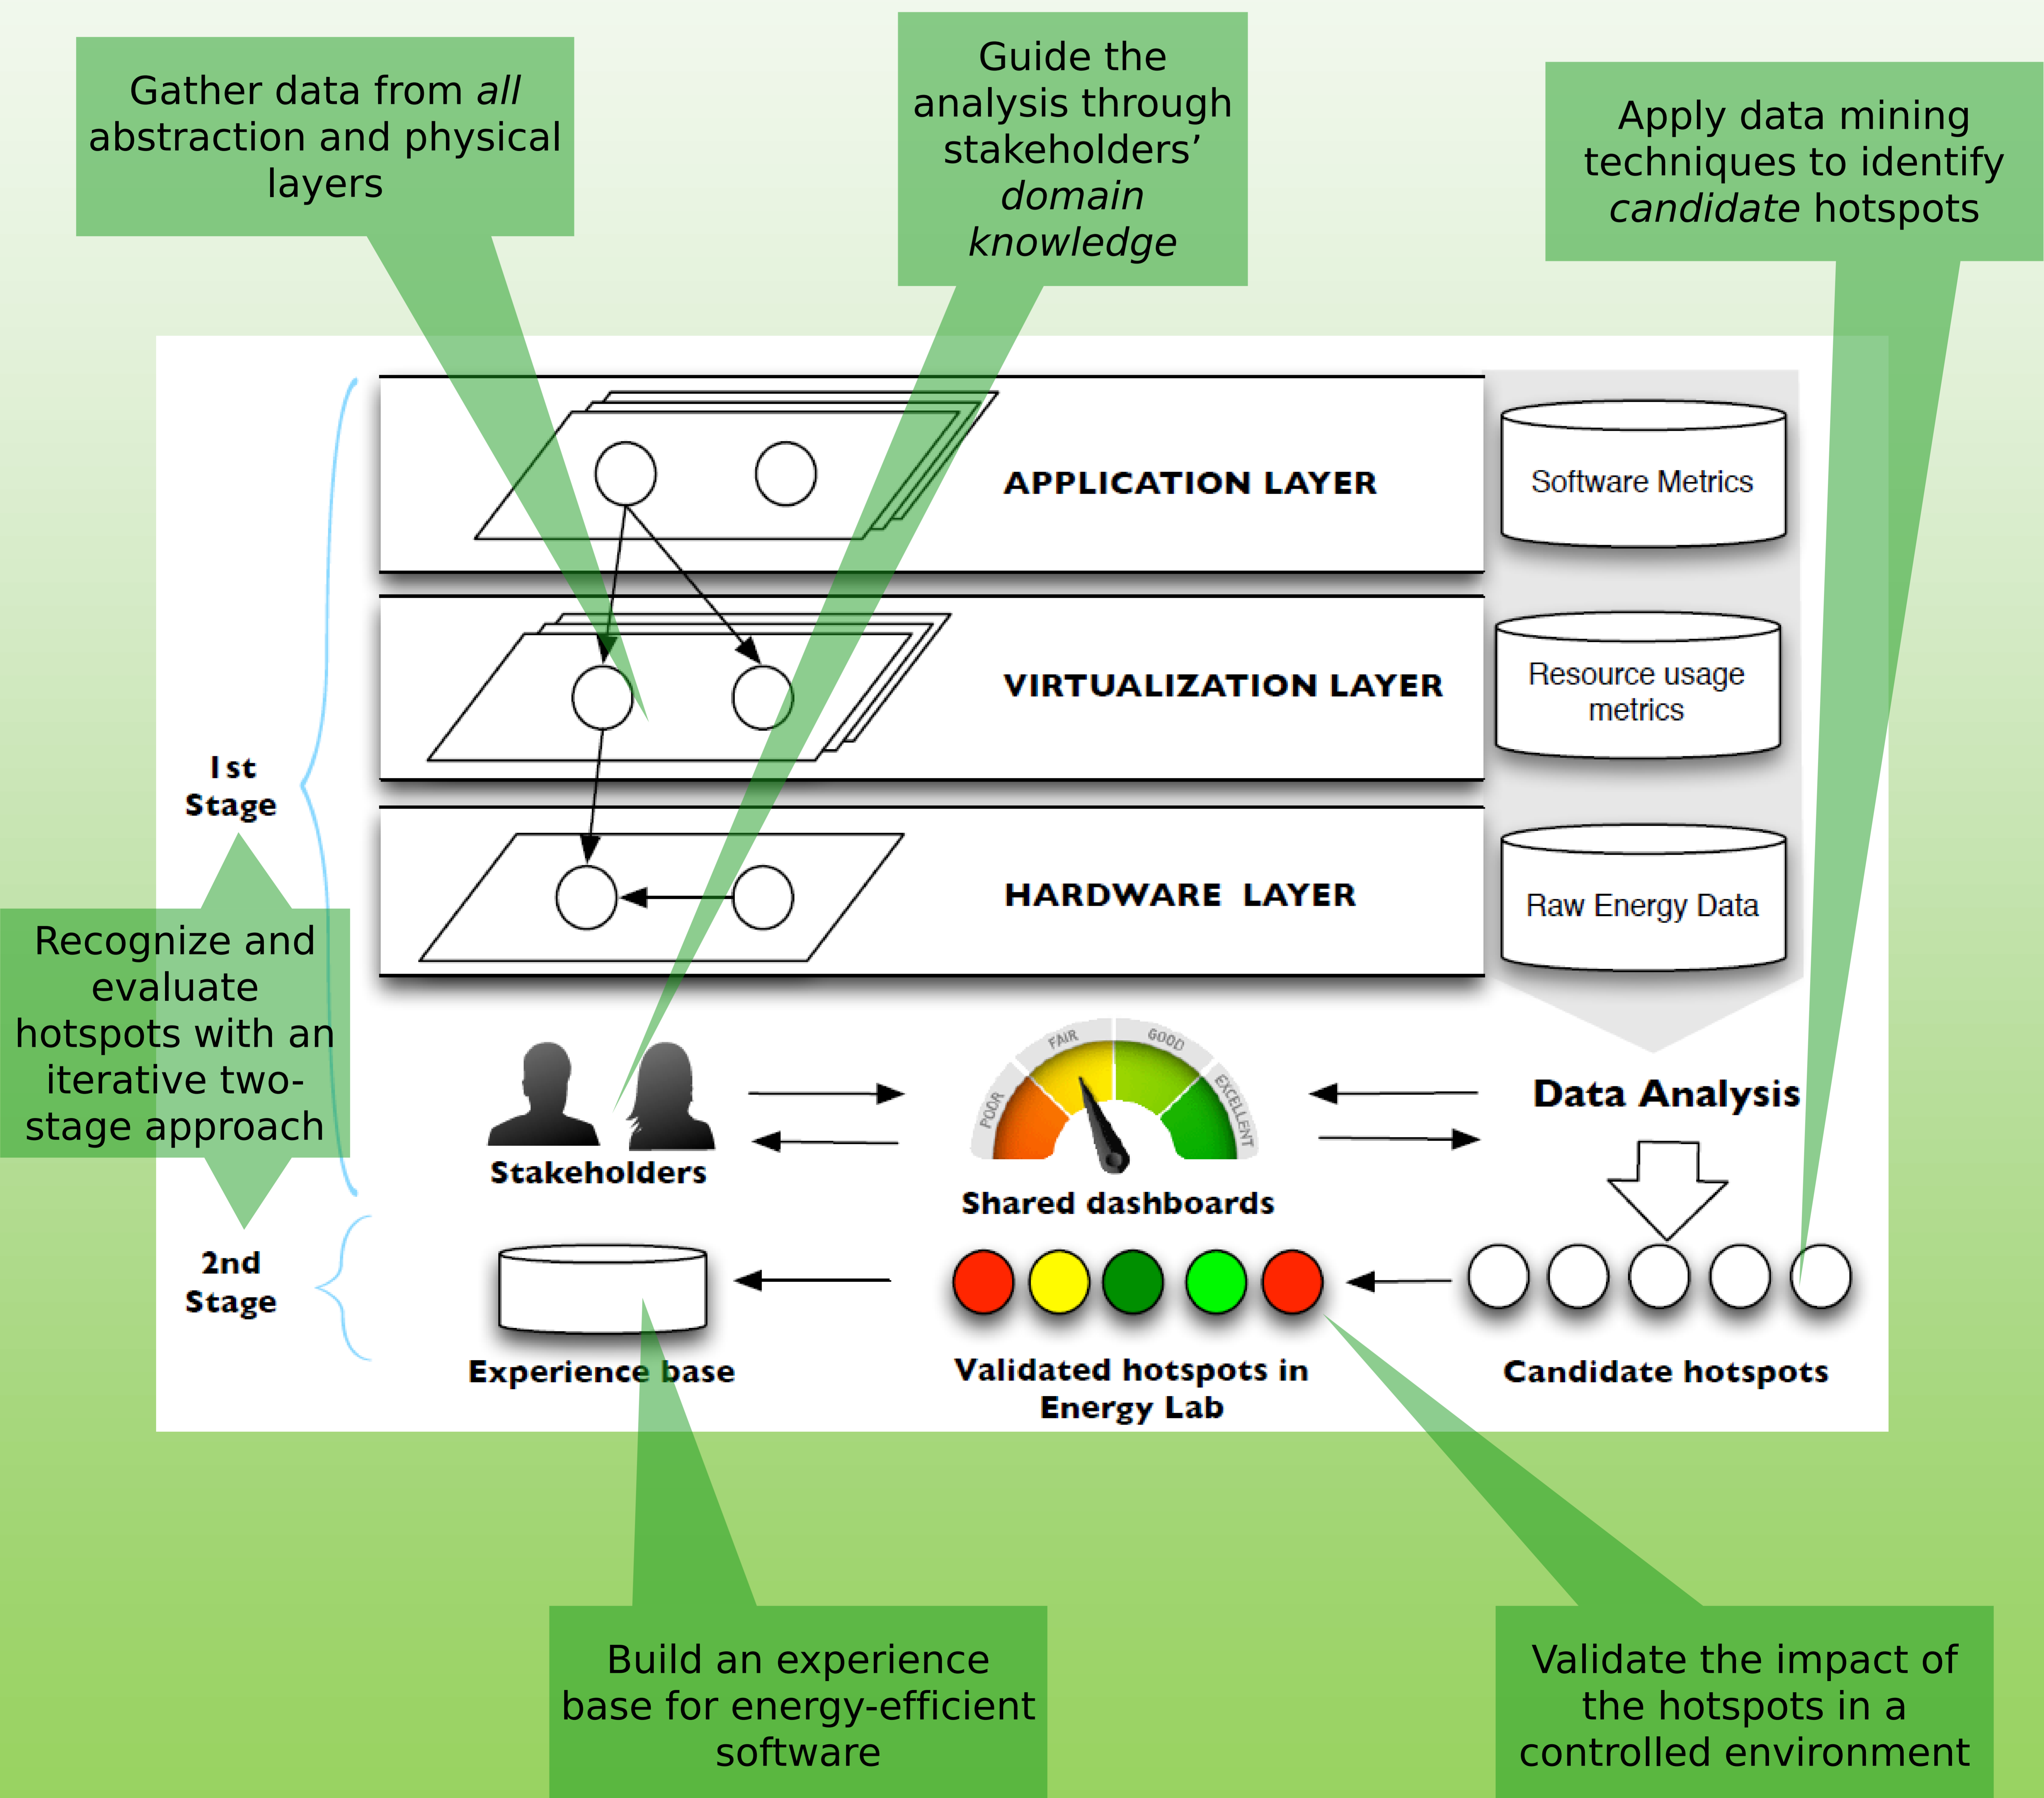 Gather data from all
abstraction and physical
layers
Guide the
analysis through
stakeholders’
domain
knowledge
Apply data mining
techniques to identify
candidate hotspots
APPLICATION LAYER
Software Metrics
VIRTUALIZATION LAYER
Resource usage
metrics
1st
Stage
HARDWARE LAYER
Raw Energy Data
Recognize and
evaluate
hotspots with an
iterative two-
stage approach
POOR
FAIR
GOOD
EXCELLENT
Data Analysis
Stakeholders
Shared dashboards
2nd
Stage
Experience base
Validated hotspots in
Energy Lab
Candidate hotspots
Build an experience
base for energy-efficient
software
Validate the impact of
the hotspots in a
controlled environment